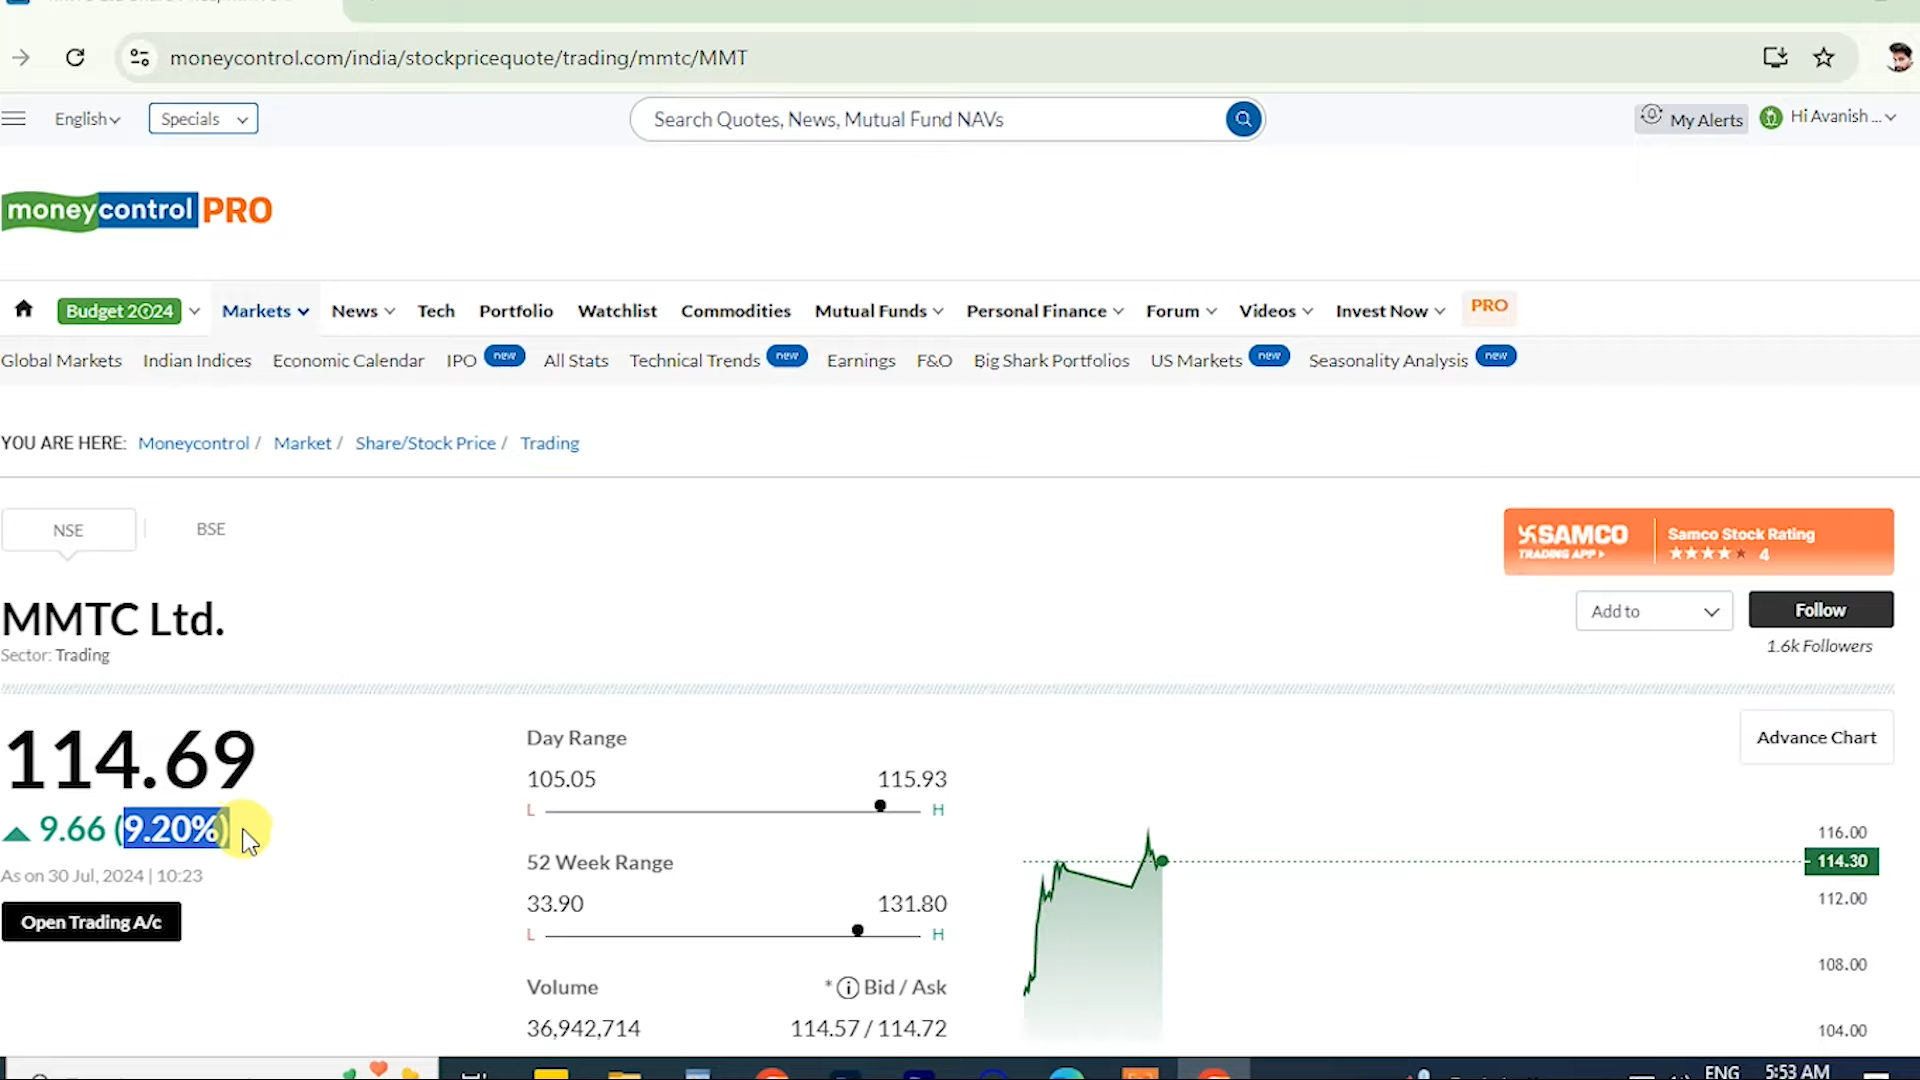 moneycontrol.com/india/stockpricequote/trading/mmtc/MMT
English
Specials
Search Quotes, News, Mutual Fund NAVs
My Alerts
Hi Avanish ...
moneycontrol PRO
Budget 2024
Markets
News
Tech
Portfolio
Watchlist
Commodities
Mutual Funds
Personal Finance
Forum
Videos
Invest Now
PRO
Global Markets
Indian Indices
Economic Calendar
IPO new
All Stats
Technical Trends new
Earnings
F&O
Big Shark Portfolios
US Markets new
Seasonality Analysis new
YOU ARE HERE: Moneycontrol / Market / Share/Stock Price / Trading
NSE
BSE
SAMCO
TRADING APP
Samco Stock Rating
4
MMTC Ltd.
Sector: Trading
Add to
Follow
1.6k Followers
114.69
9.66 (9.20%)
As on 30 Jul, 2024 | 10:23
Open Trading A/c
Day Range
105.05 115.93
L H
52 Week Range
33.90 131.80
L H
Volume * Bid / Ask
36,942,714 114.57 / 114.72
Advance Chart
116.00
114.30
112.00
108.00
104.00
ENG
5:53 AM